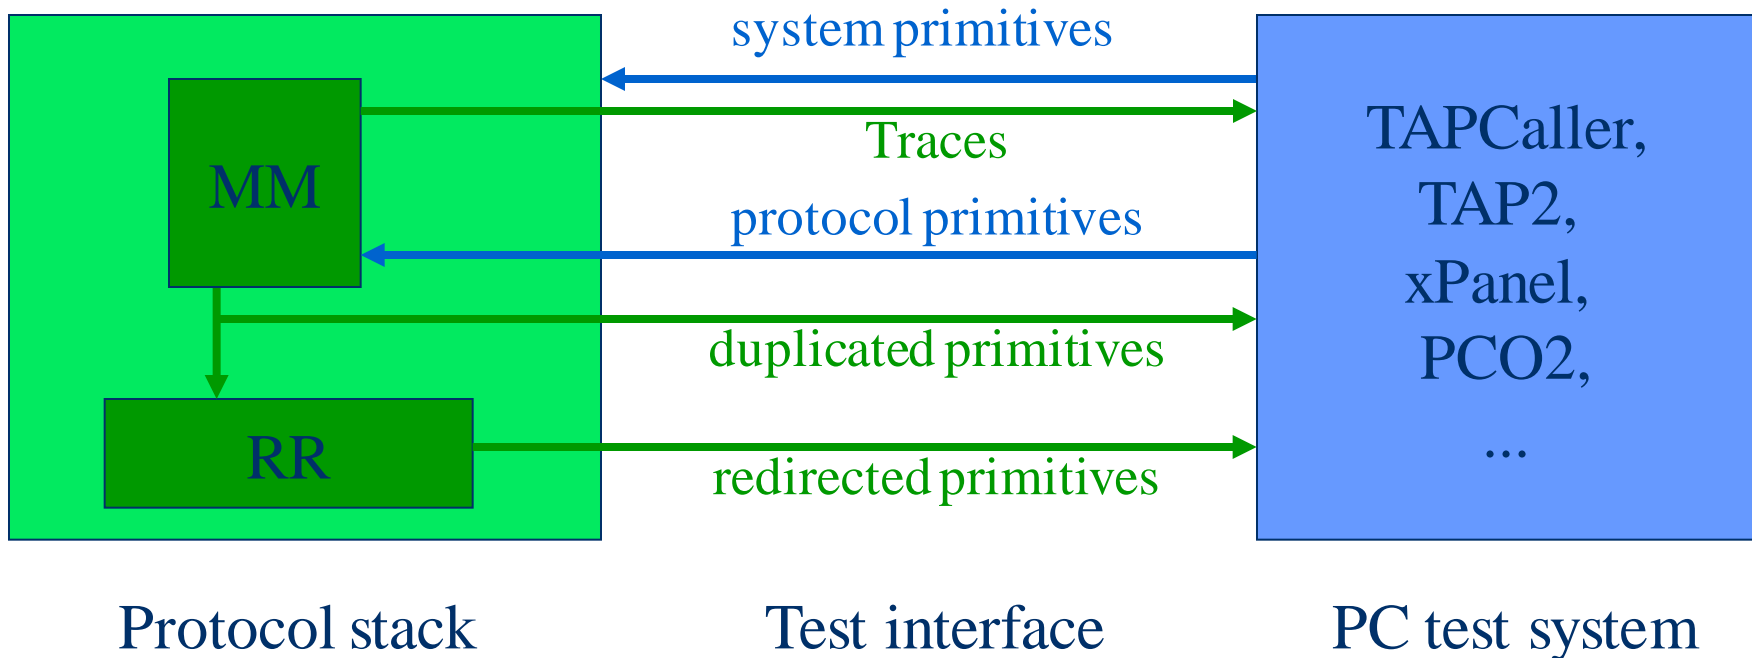 system primitives
Traces
MM
protocol primitives
duplicated primitives
RR
redirected primitives
TAPCaller,
TAP2,
xPanel,
PCO2,
...
Protocol stack
Test interface
PC test system